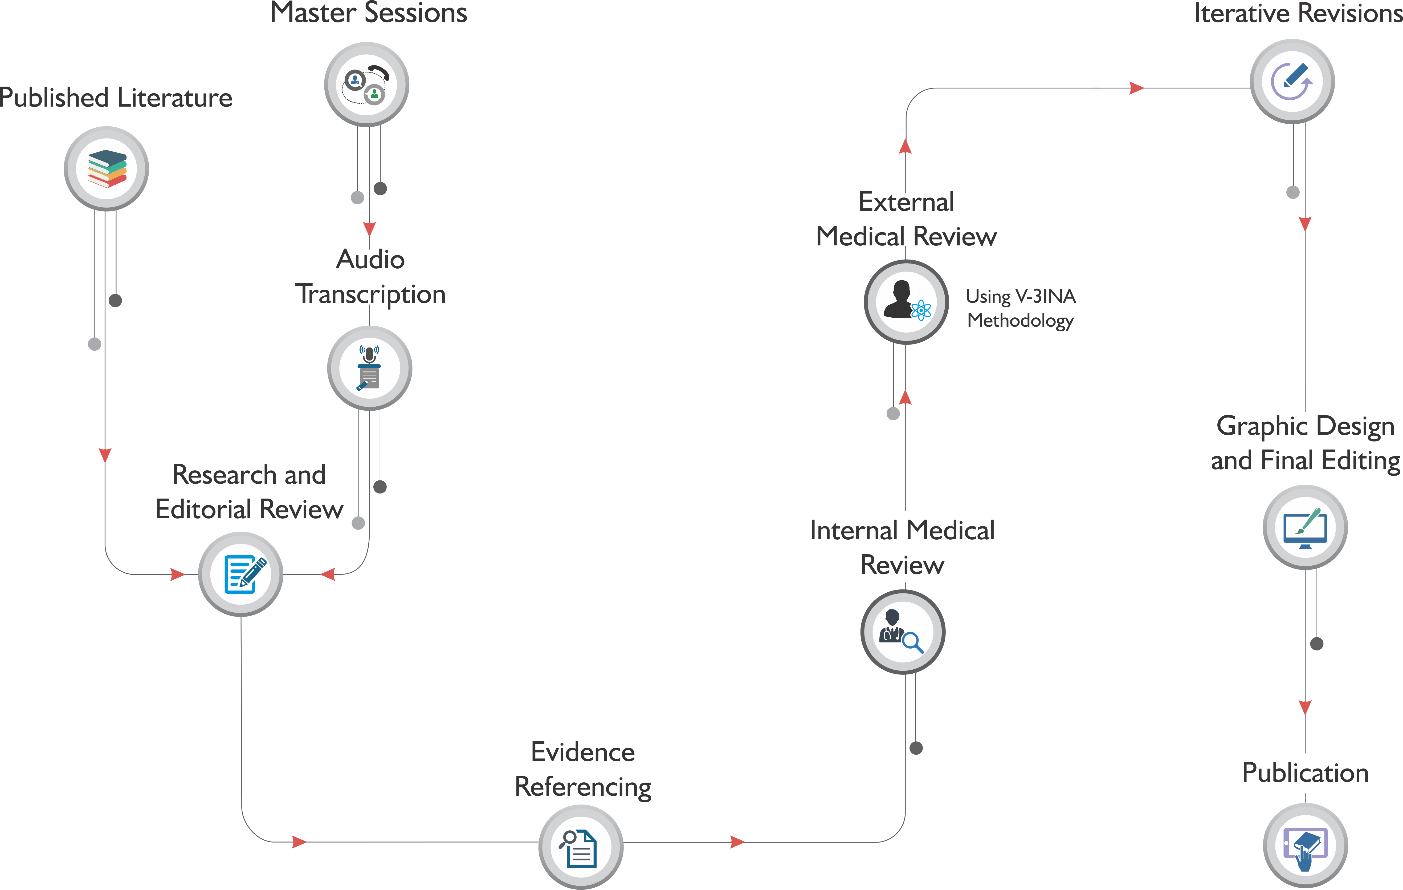 Published Literature
Master Sessions
Audio
Transcription
Research and
Editorial Review
Evidence
Referencing
Internal Medical
Review
External
Medical Review
Using V-3INA
Methodology
Iterative Revisions
Graphic Design
and Final Editing
Publication